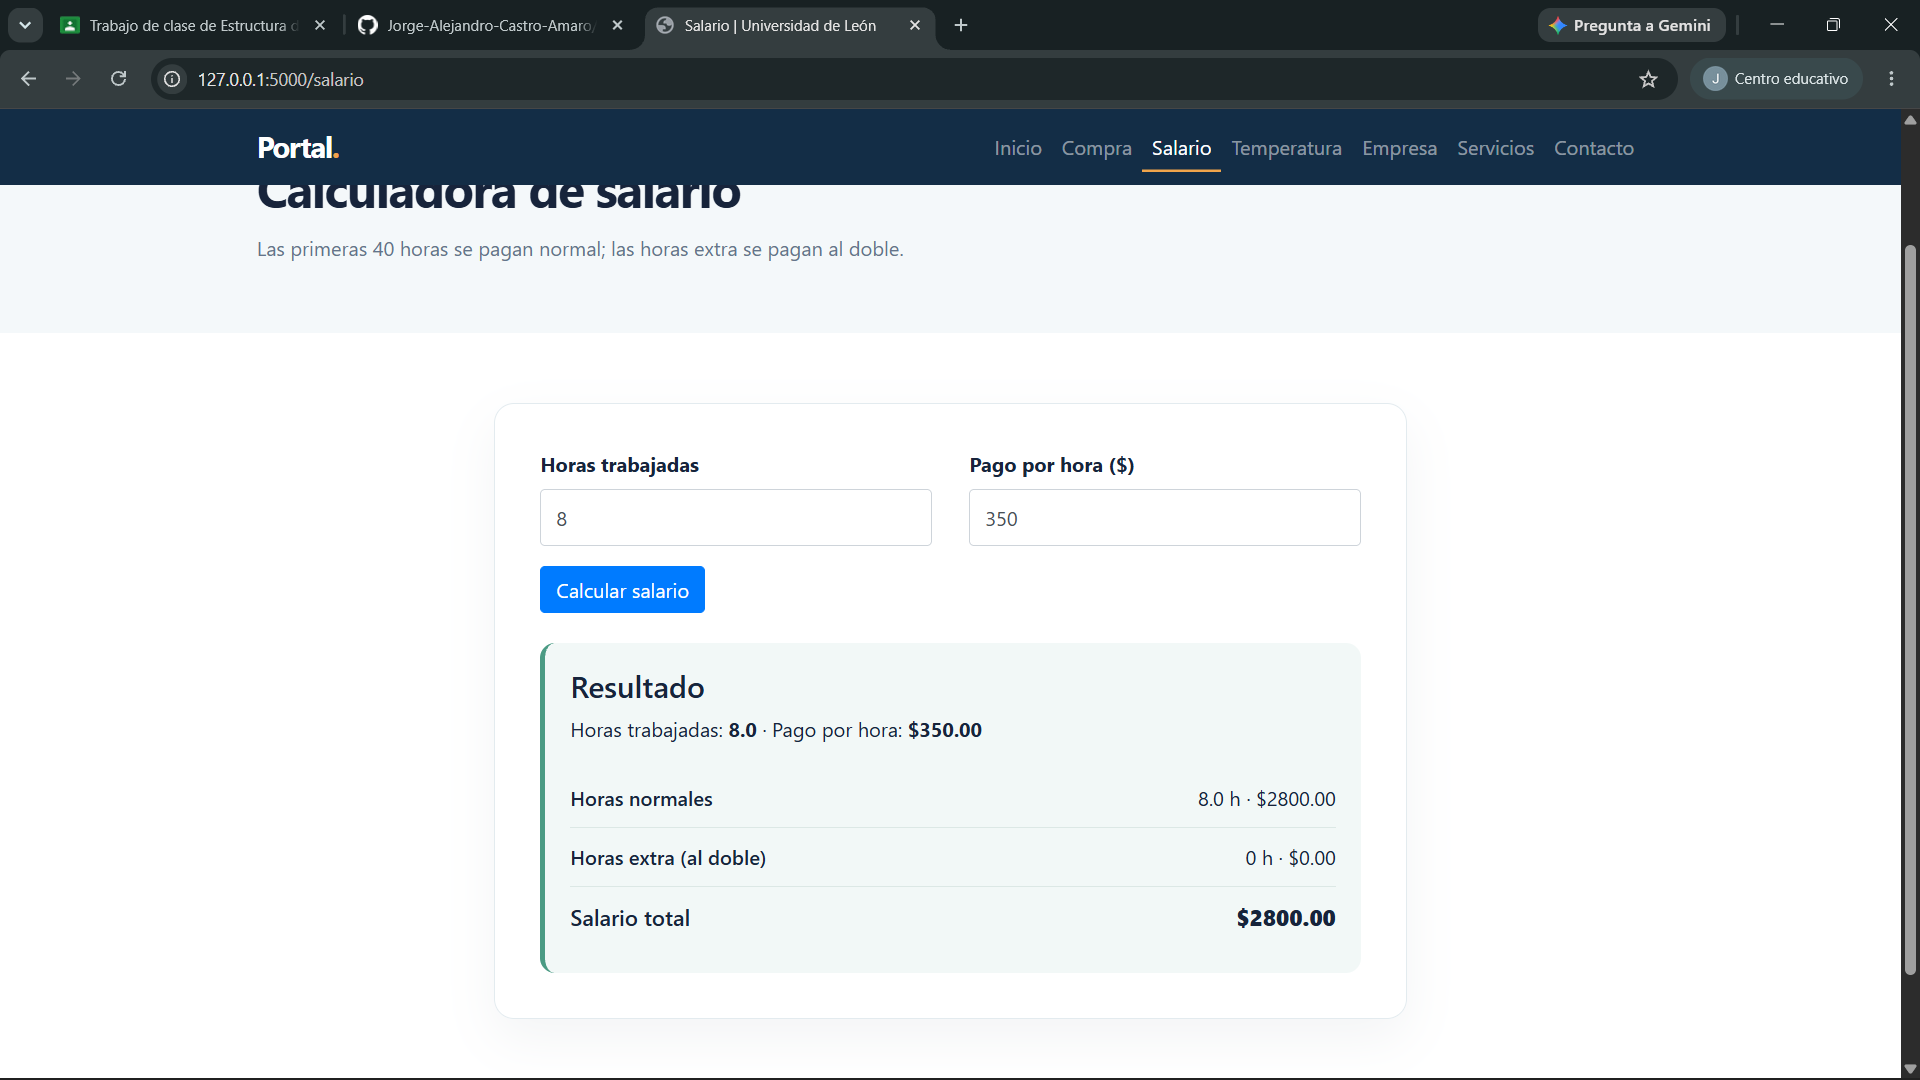 Trabajo de clase de Estructura d
Jorge-Alejandro-Castro-Amaro/
Salario | Universidad de León
Pregunta a Gemini
127.0.0.1:5000/salario
J Centro educativo
Portal.
Inicio Compra Salario Temperatura Empresa Servicios Contacto
Calculadora de salario
Las primeras 40 horas se pagan normal; las horas extra se pagan al doble.
Horas trabajadas Pago por hora ($)
8 350
Calcular salario
Resultado
Horas trabajadas: 8.0 · Pago por hora: $350.00
Horas normales 8.0 h · $2800.00
Horas extra (al doble) 0 h · $0.00
Salario total $2800.00